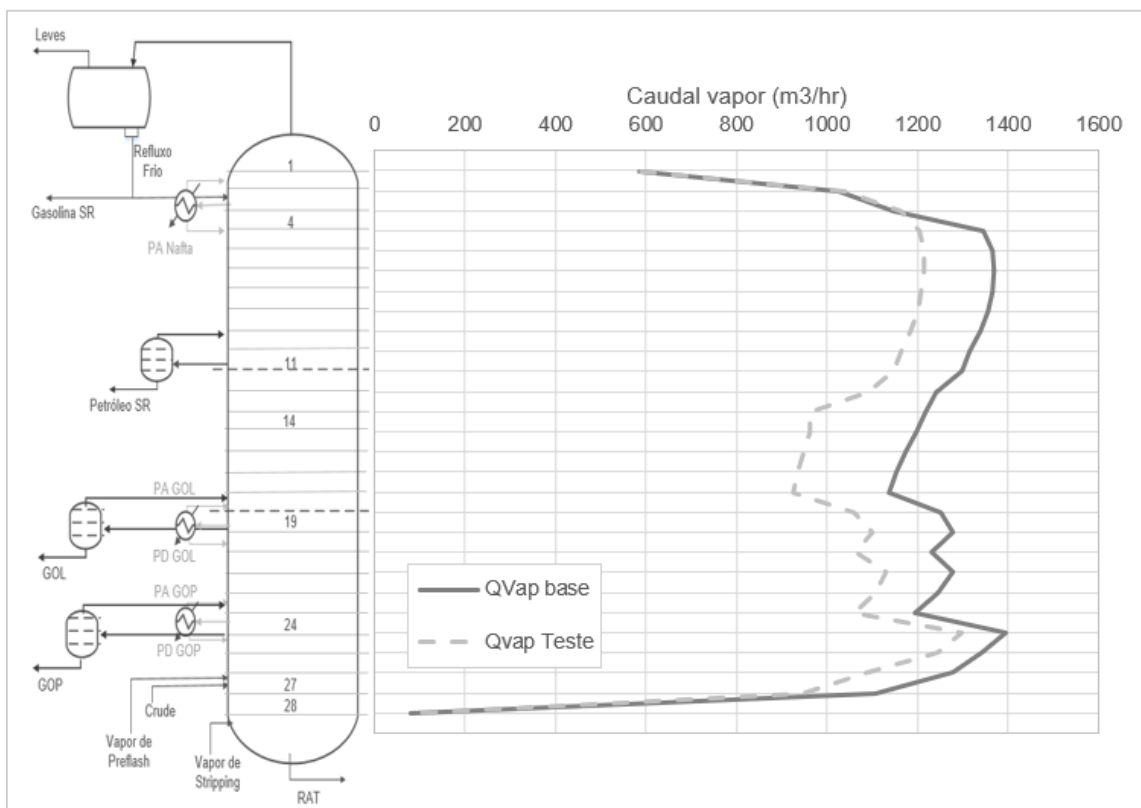 Leves
Refluxo
Frio
Gasolina SR
PA Nafta
Petróleo SR
PA GOL
PD GOL
GOL
PA GOP
PD GOP
GOP
Crude
Vapor de
Preflash
Vapor de
Stripping
RAT
1
4
11
14
19
24
27
28
Caudal vapor (m3/hr)
0 200 400 600 800 1000 1200 1400 1600
QVap base
Qvap Teste